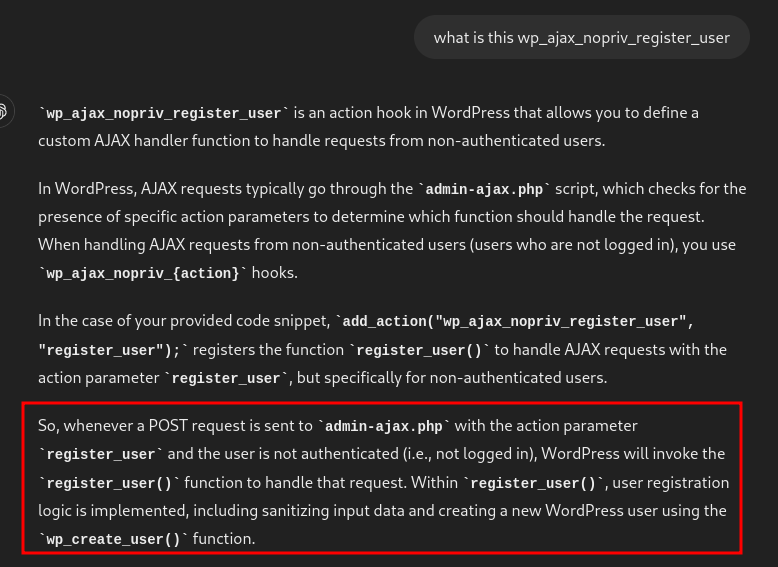 what is this wp_ajax_nopriv_register_user
`wp_ajax_nopriv_register_user` is an action hook in WordPress that allows you to define a
custom AJAX handler function to handle requests from non-authenticated users.
In WordPress, AJAX requests typically go through the `admin-ajax.php` script, which checks for the
presence of specific action parameters to determine which function should handle the request.
When handling AJAX requests from non-authenticated users (users who are not logged in), you use
`wp_ajax_nopriv_{action}` hooks.
In the case of your provided code snippet, `add_action("wp_ajax_nopriv_register_user",
"register_user");` registers the function `register_user()` to handle AJAX requests with the
action parameter `register_user`, but specifically for non-authenticated users.
So, whenever a POST request is sent to `admin-ajax.php` with the action parameter
`register_user` and the user is not authenticated (i.e., not logged in), WordPress will invoke the
`register_user()` function to handle that request. Within `register_user()`, user registration
logic is implemented, including sanitizing input data and creating a new WordPress user using the
`wp_create_user()` function.